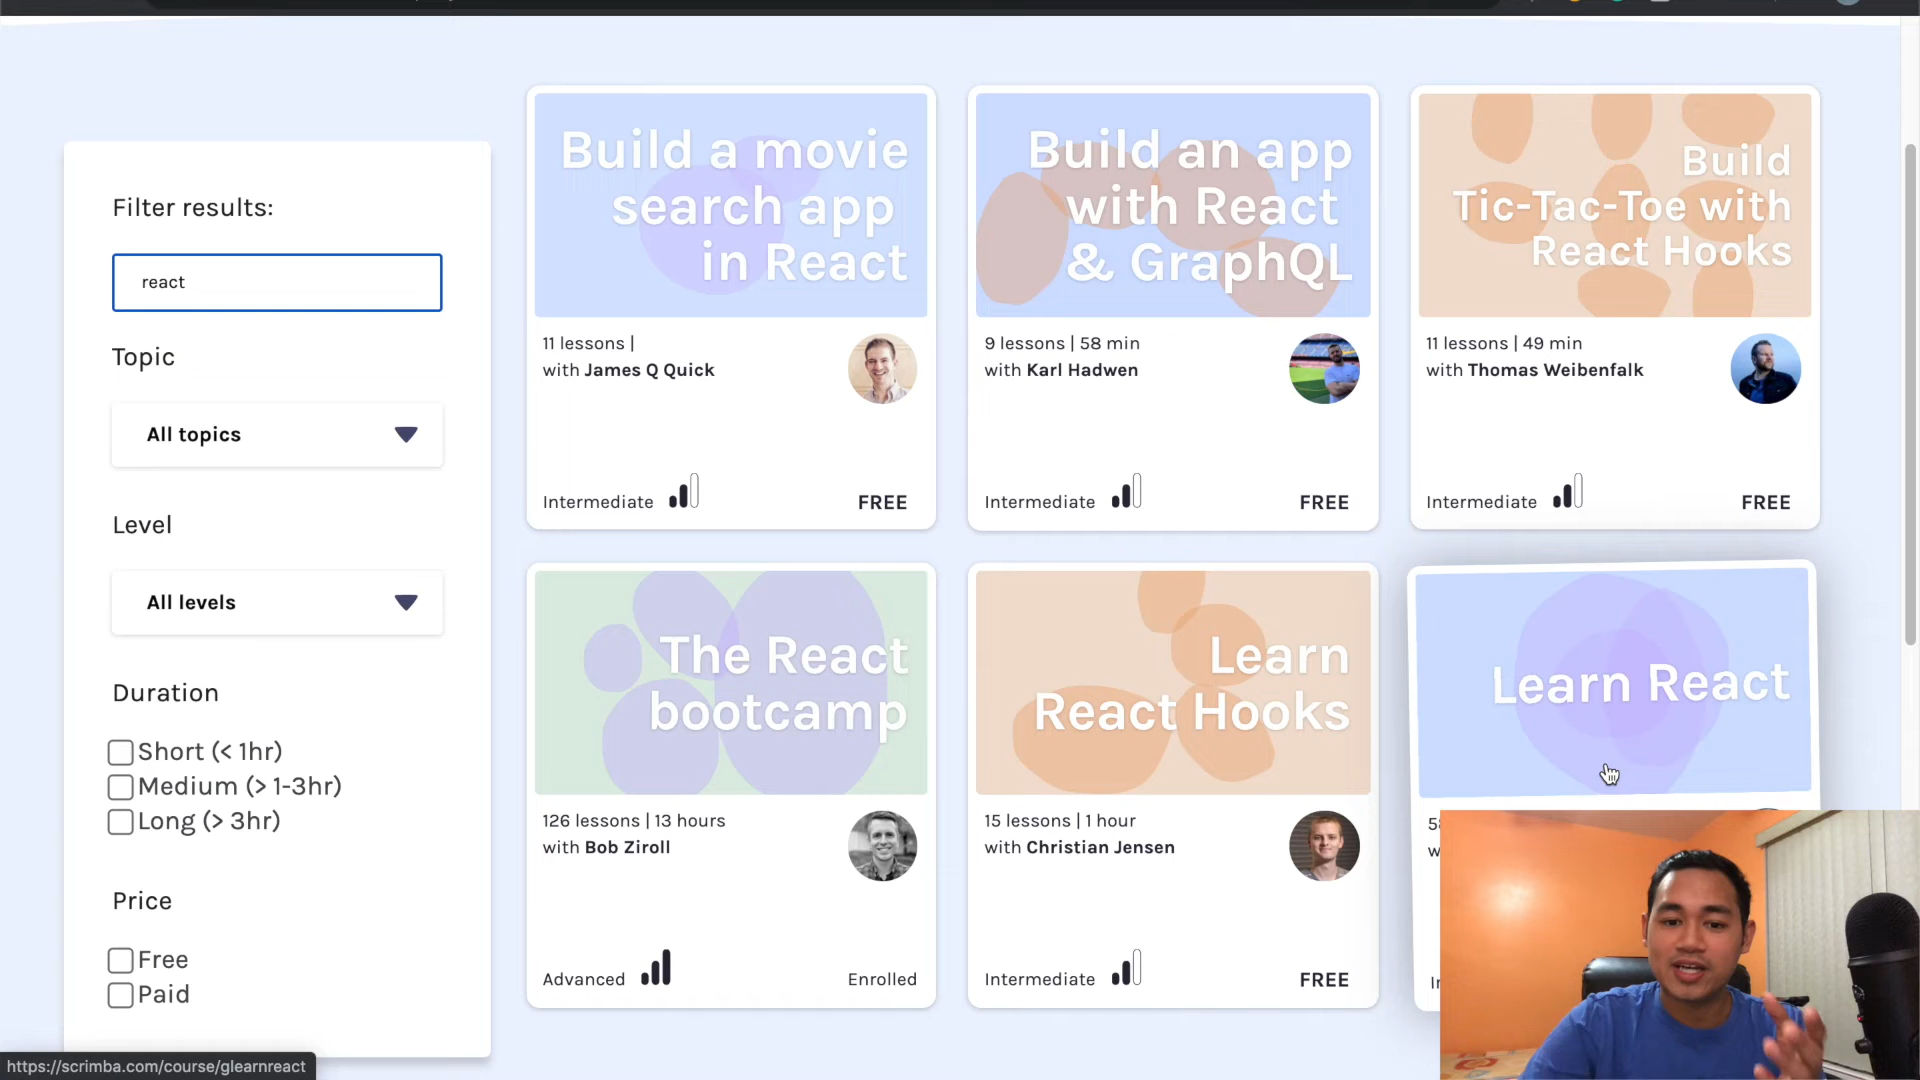 Filter results:
react
Topic
All topics
Level
All levels
Duration
Short (< 1hr)
Medium (> 1-3hr)
Long (> 3hr)
Price
Free
Paid
Build a movie
search app
in React
11 lessons |
with James Q Quick
Intermediate
FREE
Build an app
with React
& GraphQL
9 lessons | 58 min
with Karl Hadwen
Intermediate
FREE
Build
Tic-Tac-Toe with
React Hooks
11 lessons | 49 min
with Thomas Weibenfalk
Intermediate
FREE
The React
bootcamp
126 lessons | 13 hours
with Bob Ziroll
Advanced
Enrolled
Learn
React Hooks
15 lessons | 1 hour
with Christian Jensen
Intermediate
FREE
Learn React
https://scrimba.com/course/glearnreact